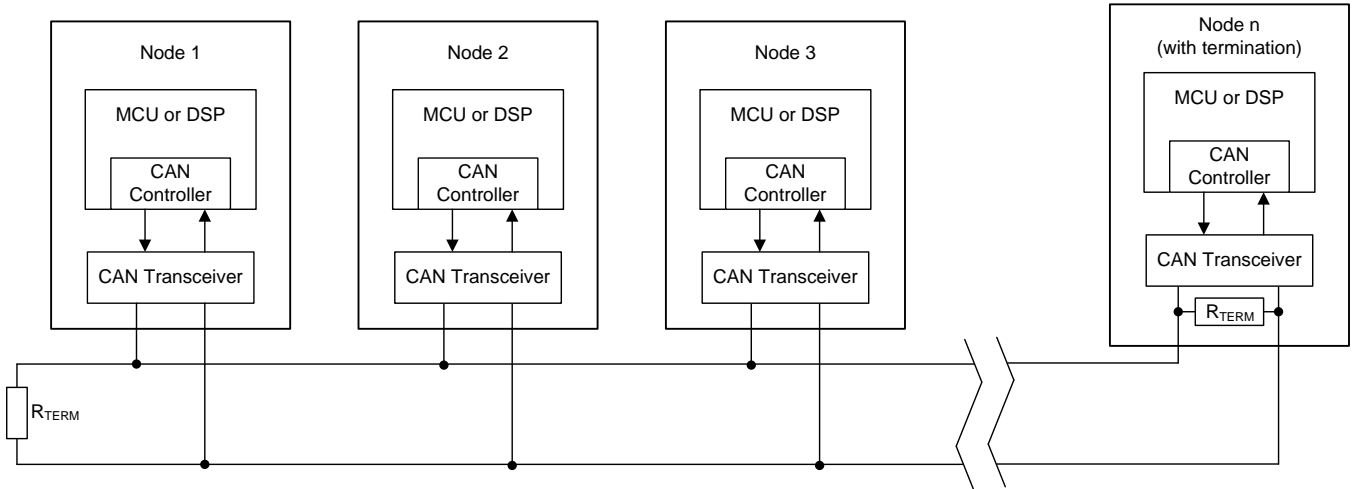 Node 1
MCU or DSP
CAN
Controller
CAN Transceiver
Node 2
MCU or DSP
CAN
Controller
CAN Transceiver
Node 3
MCU or DSP
CAN
Controller
CAN Transceiver
Node n
(with termination)
MCU or DSP
CAN
Controller
CAN Transceiver
RTERM
RTERM